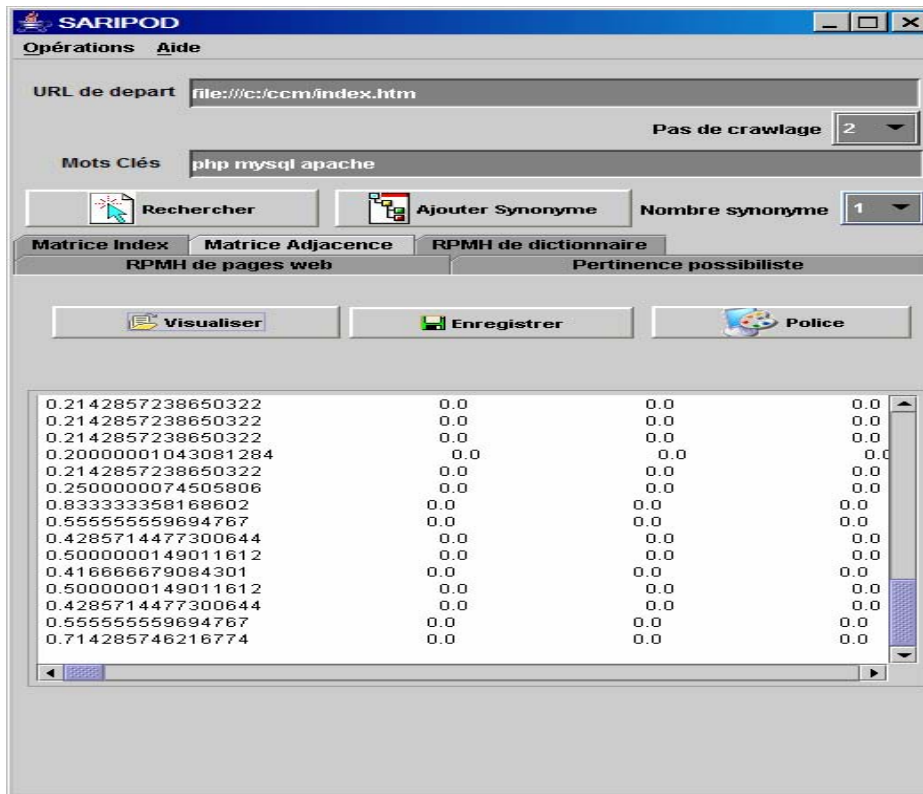 SARIPOD
Opérations Aide
URL de depart file:///c:/ccm/index.htm
Pas de crawlage 2
Mots Clés php mysql apache
Rechercher Ajouter Synonyme Nombre synonyme 1
Matrice Index Matrice Adjacence RPMH de dictionnaire
RPMH de pages web Pertinence possibiliste
Visualiser Enregistrer Police
0.2142857238650322 0.0 0.0 0.0
0.2142857238650322 0.0 0.0 0.0
0.2142857238650322 0.0 0.0 0.0
0.200000001043081284 0.0 0.0 0.0
0.2142857238650322 0.0 0.0 0.0
0.2500000074505806 0.0 0.0 0.0
0.833333358168602 0.0 0.0 0.0
0.555555559694767 0.0 0.0 0.0
0.4285714477300644 0.0 0.0 0.0
0.5000000149011612 0.0 0.0 0.0
0.416666679084301 0.0 0.0 0.0
0.5000000149011612 0.0 0.0 0.0
0.4285714477300644 0.0 0.0 0.0
0.555555559694767 0.0 0.0 0.0
0.714285746216774 0.0 0.0 0.0